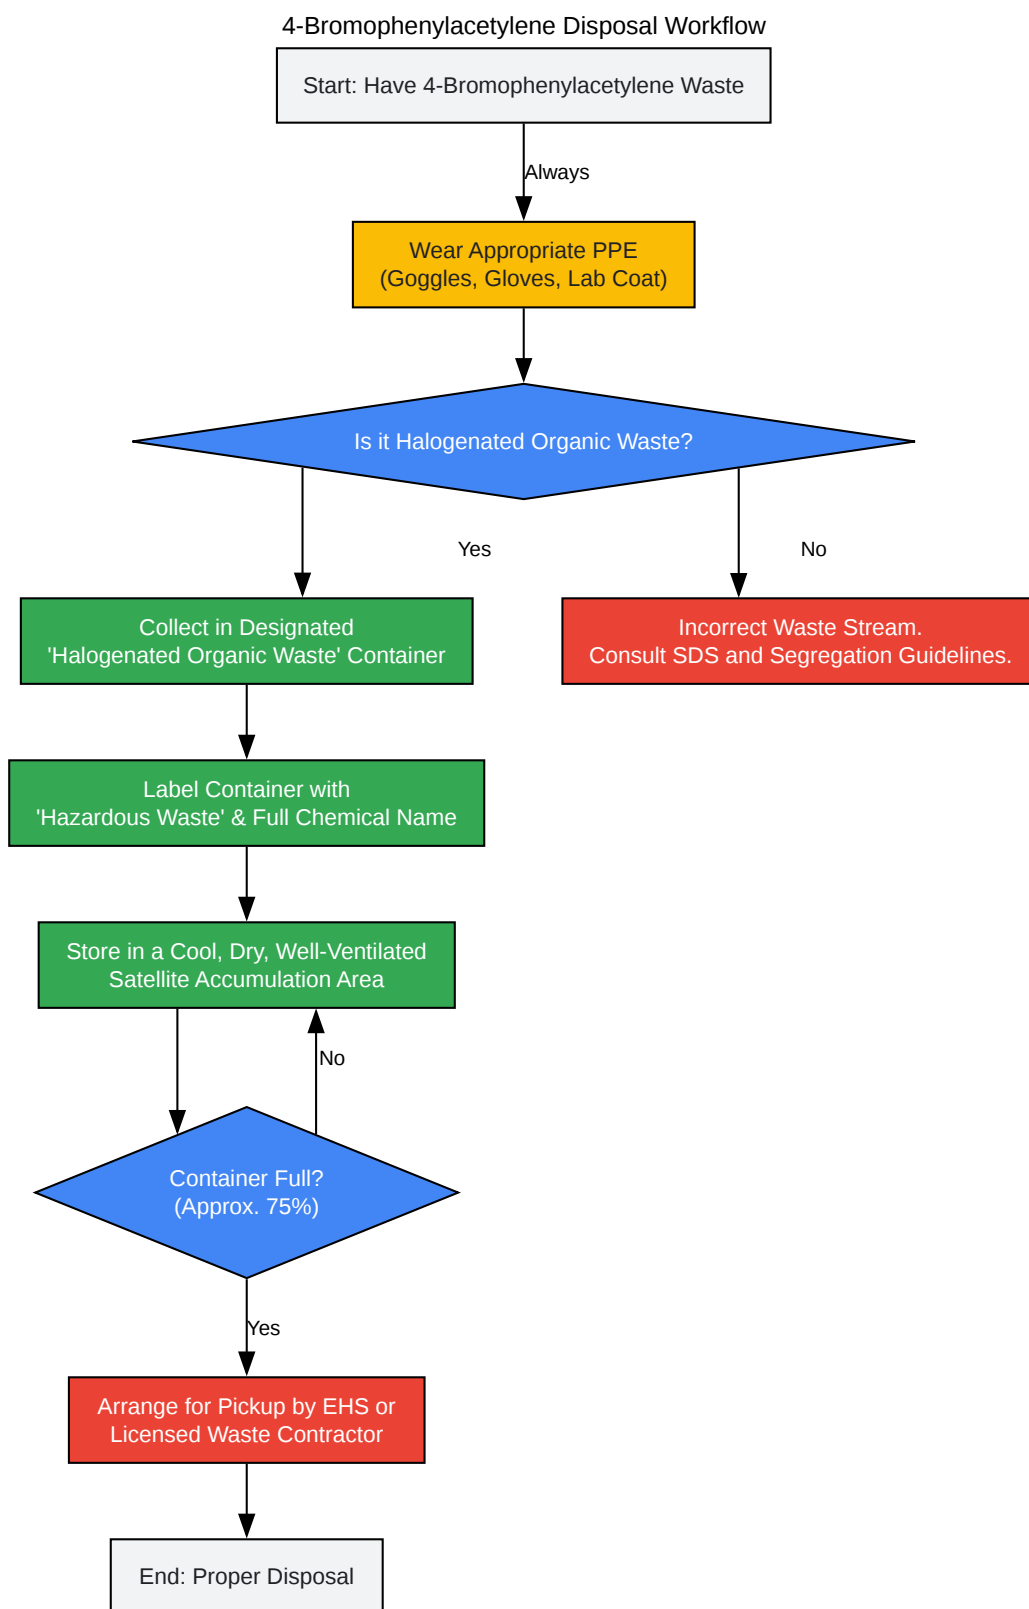 4-Bromophenylacetylene Disposal Workflow
Start: Have 4-Bromophenylacetylene Waste
Always
Wear Appropriate PPE
(Goggles, Gloves, Lab Coat)
Is it Halogenated Organic Waste?
Yes
No
Collect in Designated
'Halogenated Organic Waste' Container
Incorrect Waste Stream.
Consult SDS and Segregation Guidelines.
Label Container with
'Hazardous Waste' & Full Chemical Name
Store in a Cool, Dry, Well-Ventilated
Satellite Accumulation Area
No
Container Full?
(Approx. 75%)
Yes
Arrange for Pickup by EHS or
Licensed Waste Contractor
End: Proper Disposal